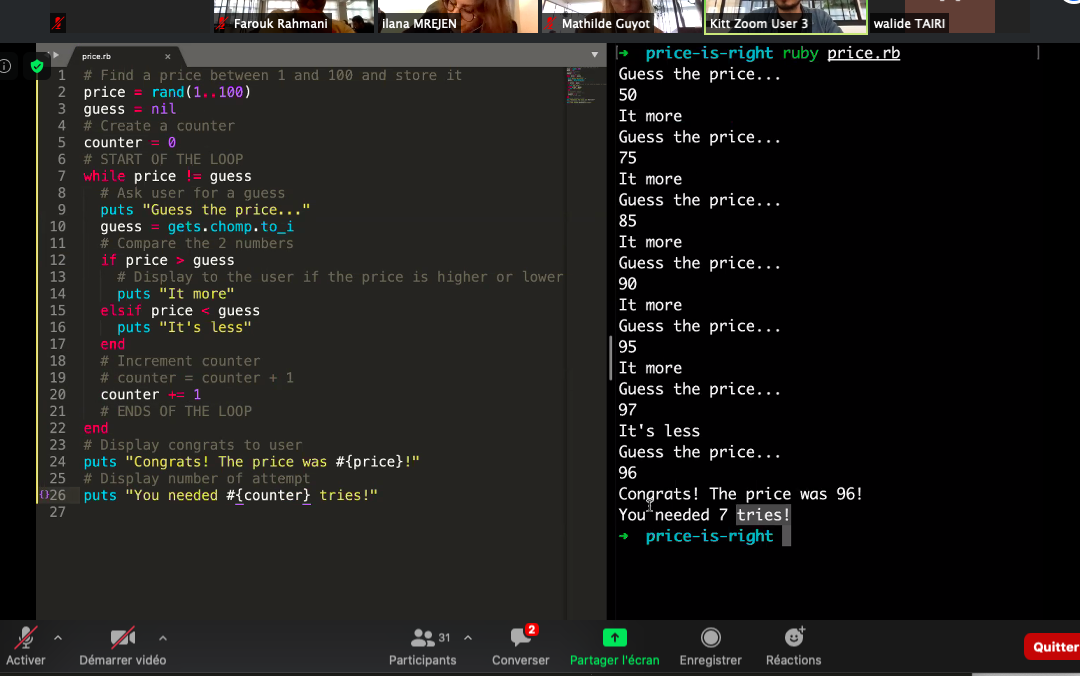 Farouk Rahmani
ilana MREJEN
Mathilde Guyot
Kitt Zoom User 3
walide TAIRI
price.rb ×
1 # Find a price between 1 and 100 and store it
2 price = rand(1..100)
3 guess = nil
4 # Create a counter
5 counter = 0
6 # START OF THE LOOP
7 while price != guess
8 # Ask user for a guess
9 puts "Guess the price..."
10 guess = gets.chomp.to_i
11 # Compare the 2 numbers
12 if price > guess
13 # Display to the user if the price is higher or lower
14 puts "It more"
15 elsif price < guess
16 puts "It's less"
17 end
18 # Increment counter
19 # counter = counter + 1
20 counter += 1
21 # ENDS OF THE LOOP
22 end
23 # Display congrats to user
24 puts "Congrats! The price was #{price}!"
25 # Display number of attempt
{} 26 puts "You needed #{counter} tries!"
27
→ price-is-right ruby price.rb
Guess the price...
50
It more
Guess the price...
75
It more
Guess the price...
85
It more
Guess the price...
90
It more
Guess the price...
95
It more
Guess the price...
97
It's less
Guess the price...
96
Congrats! The price was 96!
You needed 7 tries!
→ price-is-right
31
2
Activer
Démarrer vidéo
Participants
Converser
Partager l'écran
Enregistrer
Réactions
Quitter